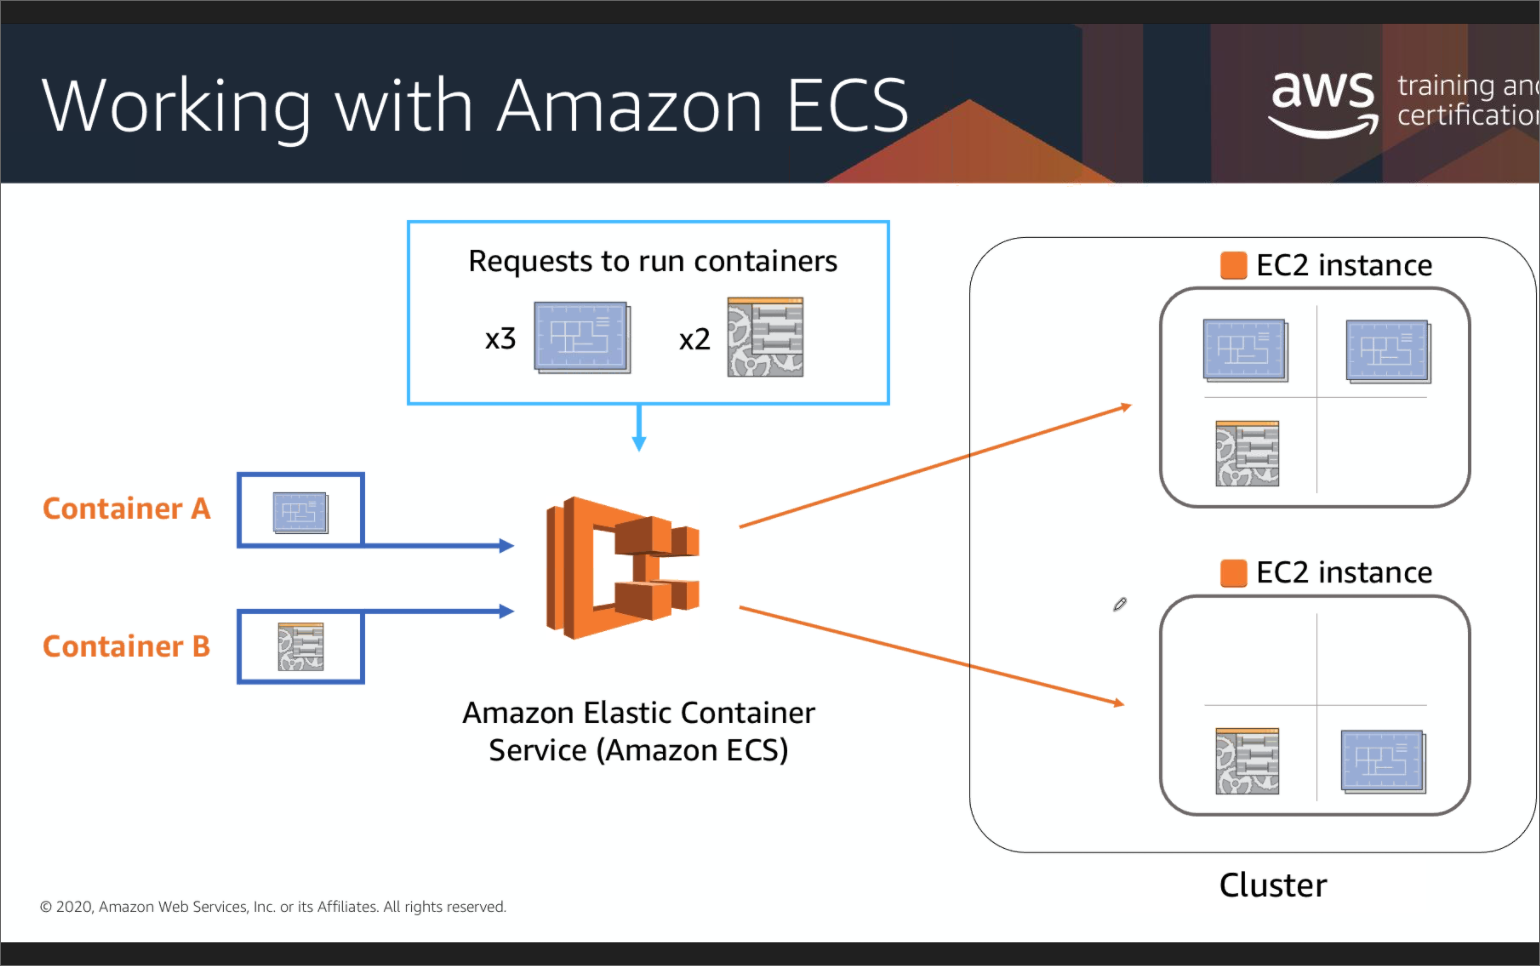 Working with Amazon ECS
aws
training and
certification
Requests to run containers
x3
x2
Container A
Container B
Amazon Elastic Container
Service (Amazon ECS)
EC2 instance
EC2 instance
Cluster
© 2020, Amazon Web Services, Inc. or its Affiliates. All rights reserved.